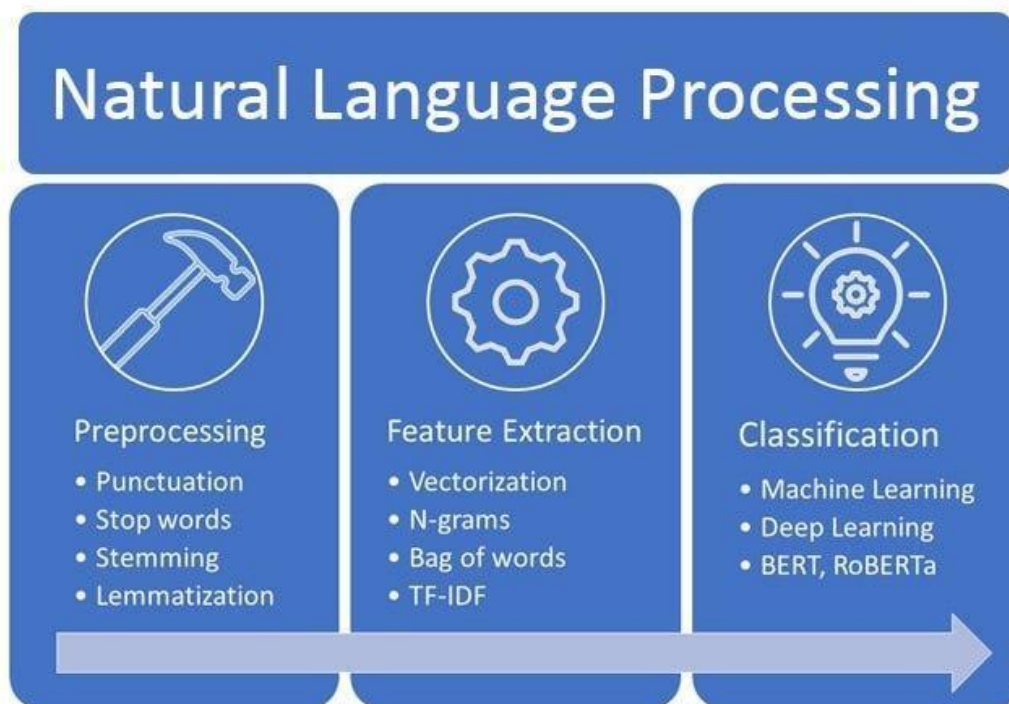 Natural Language Processing
Preprocessing
• Punctuation
• Stop words
• Stemming
• Lemmatization
Feature Extraction
• Vectorization
• N-grams
• Bag of words
• TF-IDF
Classification
• Machine Learning
• Deep Learning
• BERT, RoBERTa